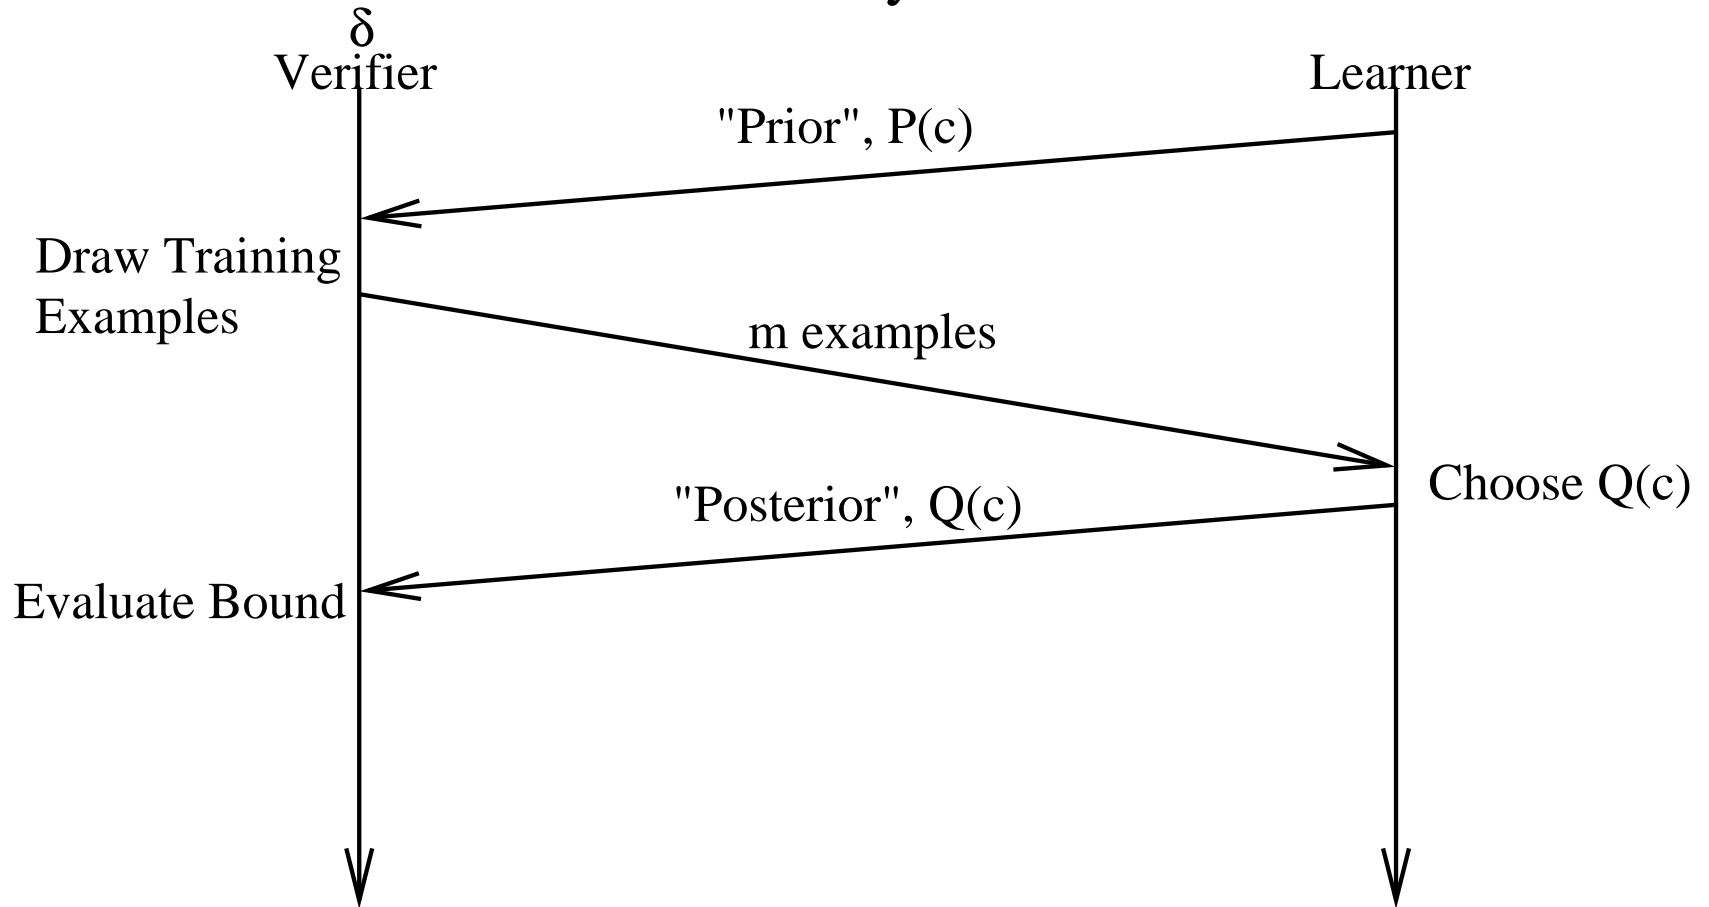 δ
Verifier
Learner
"Prior", P(c)
Draw Training
Examples
m examples
Choose Q(c)
"Posterior", Q(c)
Evaluate Bound